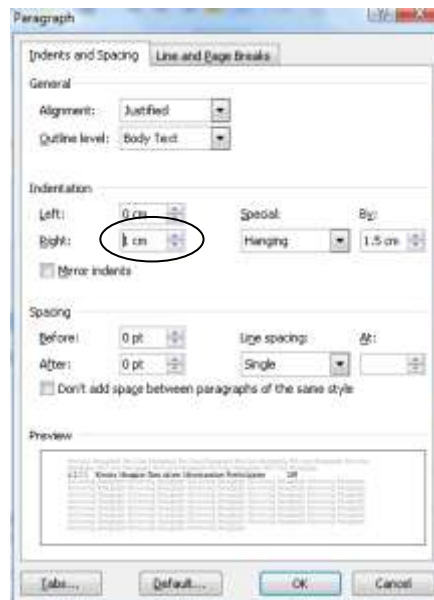 Paragraph
Indents and Spacing Line and Page Breaks
General
Alignment: Justified
Outline level: Body Text
Indentation
Left: 0 cm Special: By:
Right: 1 cm Hanging 1.5 cm
Mirror indents
Spacing
Before: 0 pt Line spacing: At:
After: 0 pt Single
Don't add space between paragraphs of the same style
Preview
Tabs... Default... OK Cancel